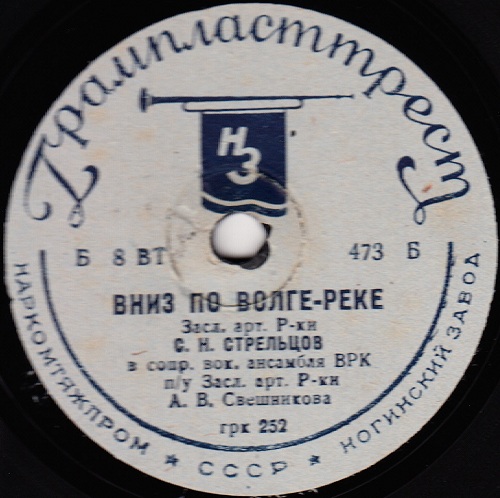 Грампласттрест
НЗ
Б 8 ВТ 473 Б
ВНИЗ ПО ВОЛГЕ-РЕКЕ
Засл. арт. Р-ки
С. Н. СТРЕЛЬЦОВ
в сопр. вок. ансамбля ВРК
п/у Засл. арт. Р-ки
А. В. Свешникова
грк 252
НАРКОМТЯЖПРОМ ★ СССР ★ НОГИНСКИЙ ЗАВОД